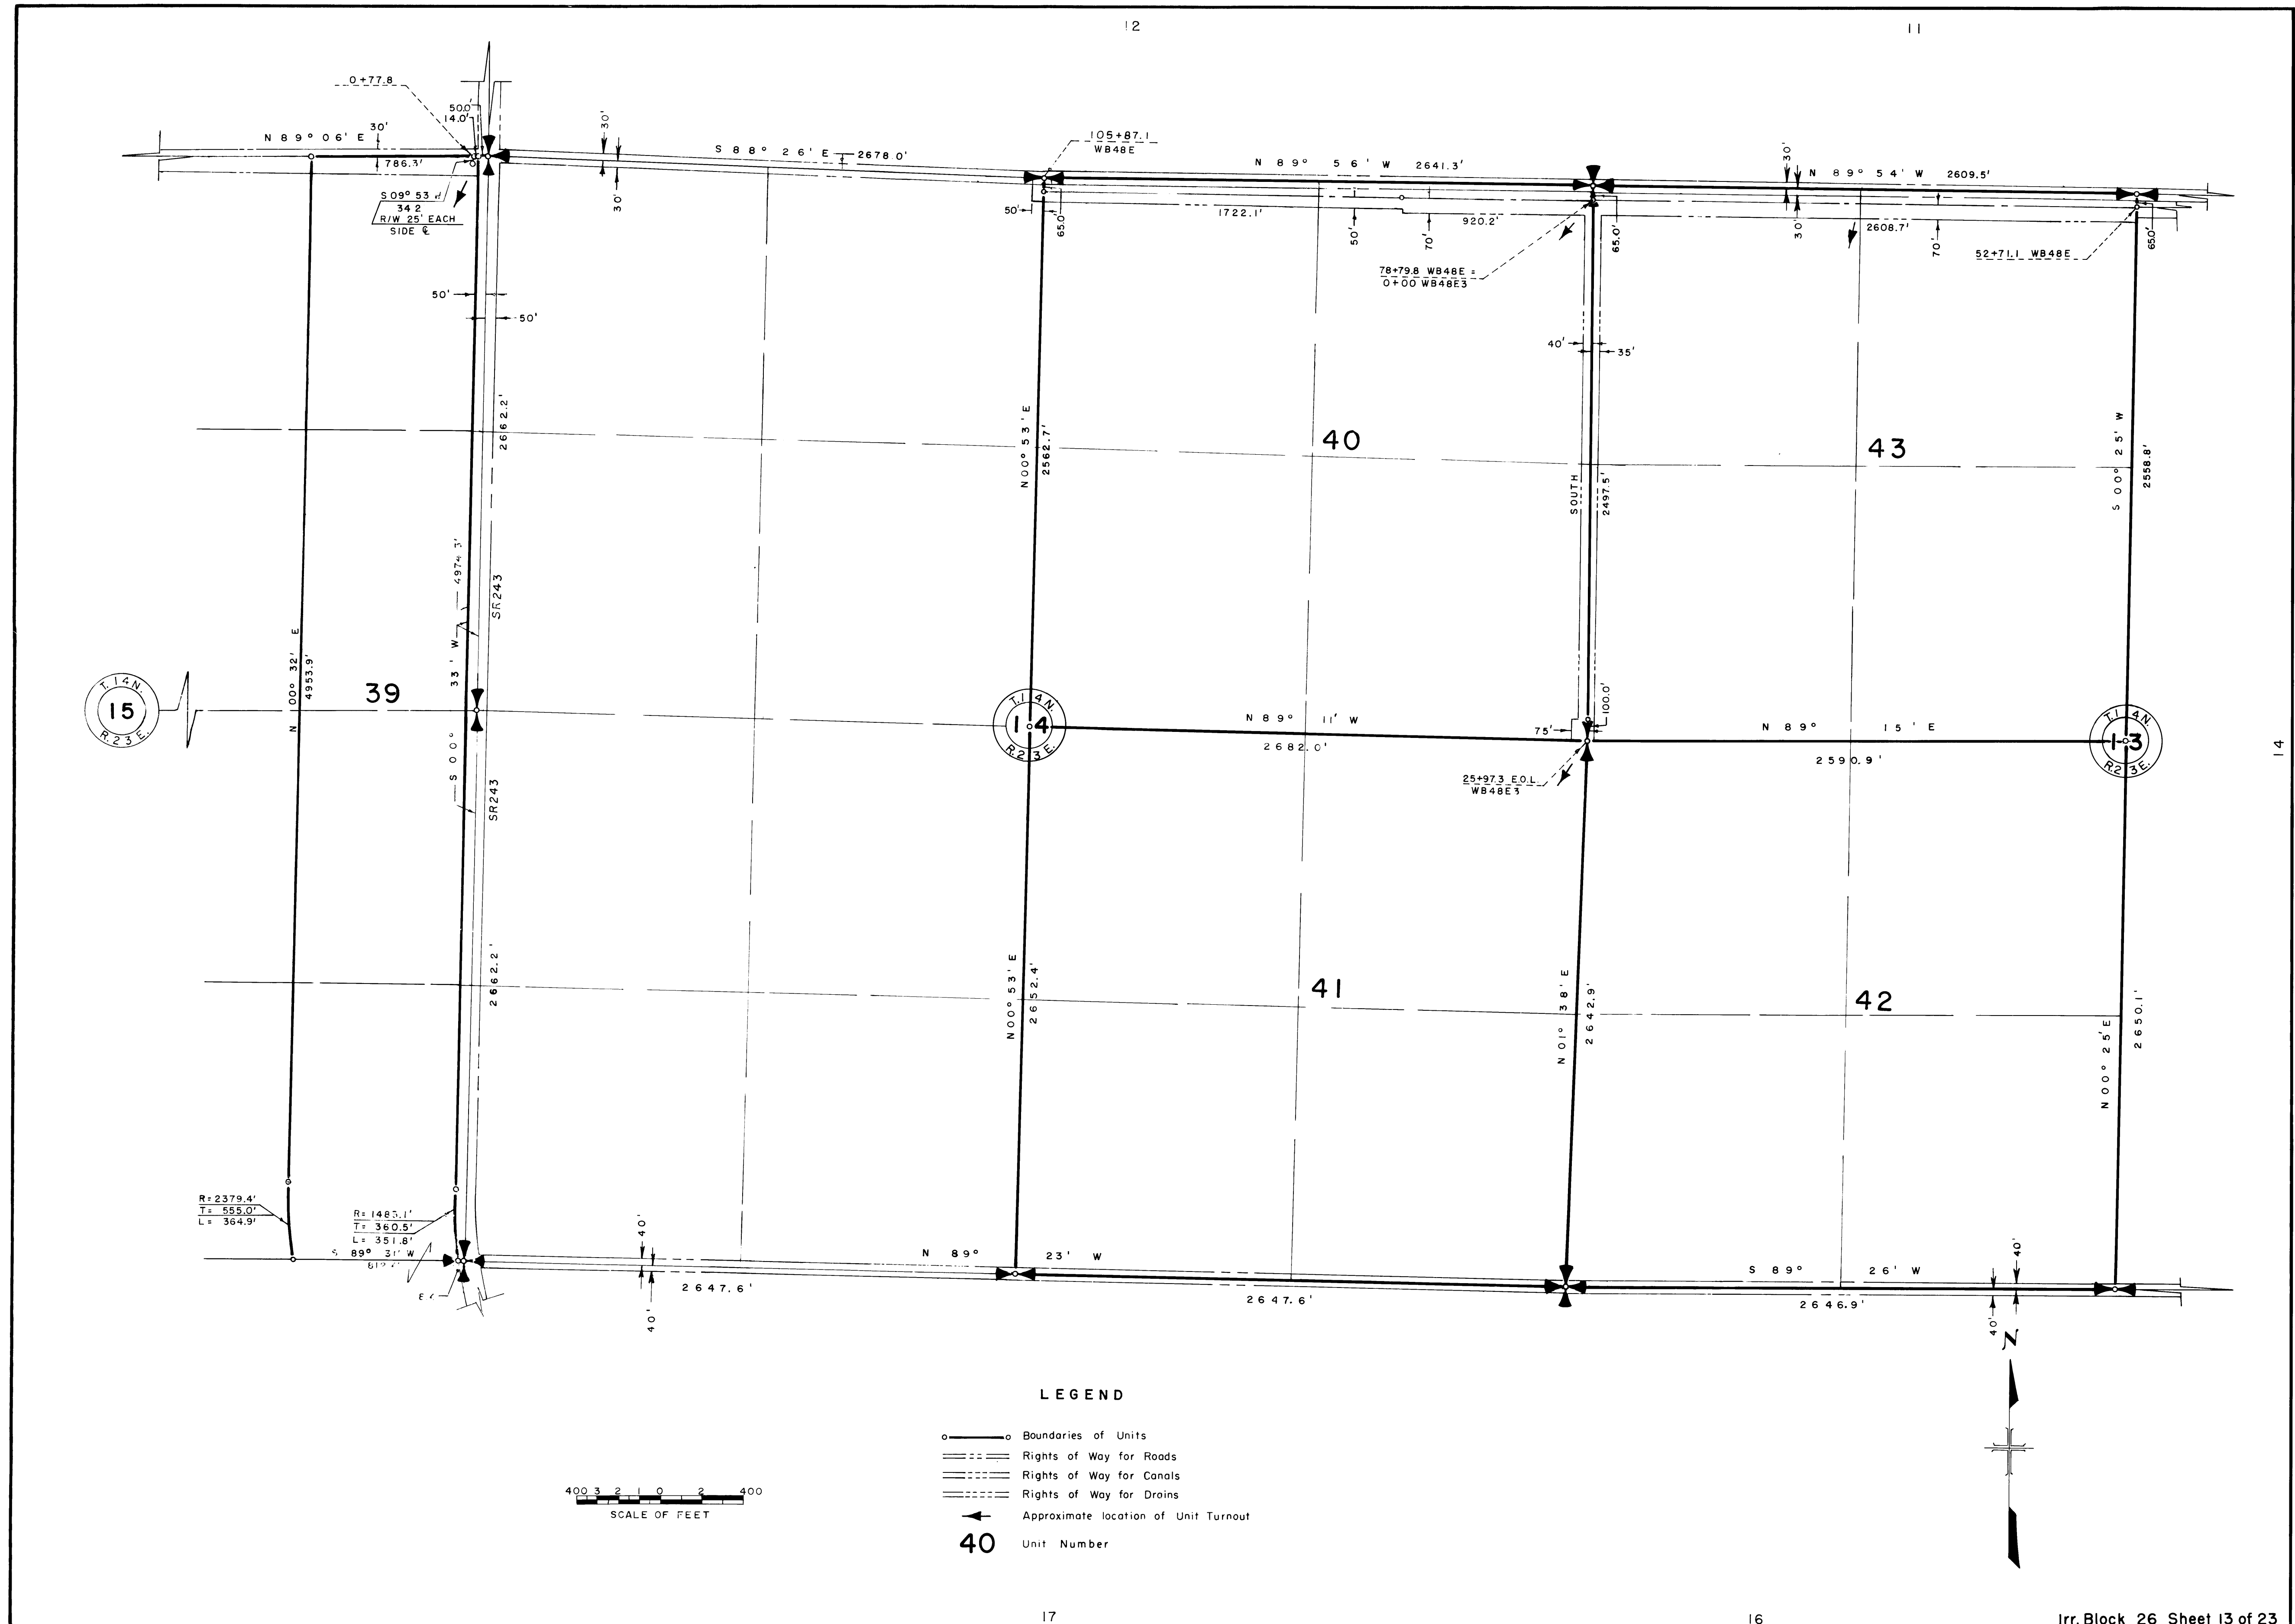 12
11
0+77.8
50.0'
14.0'
N 89° 06' E
30'
786.3'
S 09° 53'
34.2
R/W 25' EACH
SIDE ℄
30'
30'
S 88° 26' E
2678.0'
105+87.1
WB48E
N 89° 56' W 2641.3'
30'
N 89° 54' W 2609.5'
50'
65.0'
1722.1'
50'
70'
920.2'
65.0'
30'
2608.7'
70'
65.0'
78+79.8 WB48E =
0+00 WB48E3
52+71.1 WB48E
50'
50'
40'
35'
2662.2'
N 00° 53' E
2562.7'
40
SOUTH
2497.5'
43
S 00° 25' W
2558.8'
SR243
S 00° 33' W
4974.3'
N 00° 32' E
4953.9'
T. 14 N.
15
R. 23 E.
39
T. 14 N.
14
R. 23 E.
N 89° 11' W
2682.0'
75'
100.0'
25+97.3 E.O.L.
WB48E3
N 89° 15' E
2590.9'
T. 14 N.
13
R. 23 E.
14
SR243
2662.2'
N 00° 53' E
2652.4'
41
N 01° 38' E
2642.9'
42
N 00° 25' E
2650.1'
R= 2379.4'
T= 555.0'
L= 364.9'
T= 360.5'
L= 351.8'
S 89° 31' W
40'
40'
2647.6'
N 89° 23' W
2647.6'
S 89° 26' W
2646.9'
40'
40'
N
LEGEND
Boundaries of Units
Rights of Way for Roads
Rights of Way for Canals
Rights of Way for Drains
Approximate location of Unit Turnout
40 Unit Number
400 3 2 1 0 2 400
SCALE OF FEET
17
16
Irr. Block 26 Sheet 13 of 23